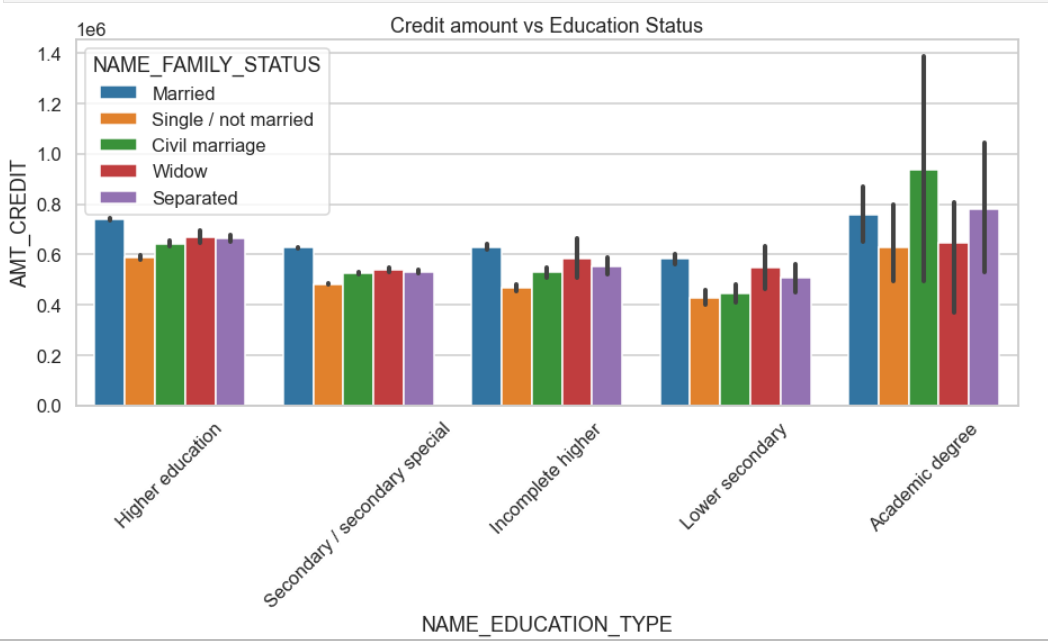 Credit amount vs Education Status
1e6
1.4
1.2
1.0
0.8
0.6
0.4
0.2
0.0
AMT_CREDIT
NAME_FAMILY_STATUS
Married
Single / not married
Civil marriage
Widow
Separated
Higher education
Secondary / secondary special
Incomplete higher
Lower secondary
Academic degree
NAME_EDUCATION_TYPE